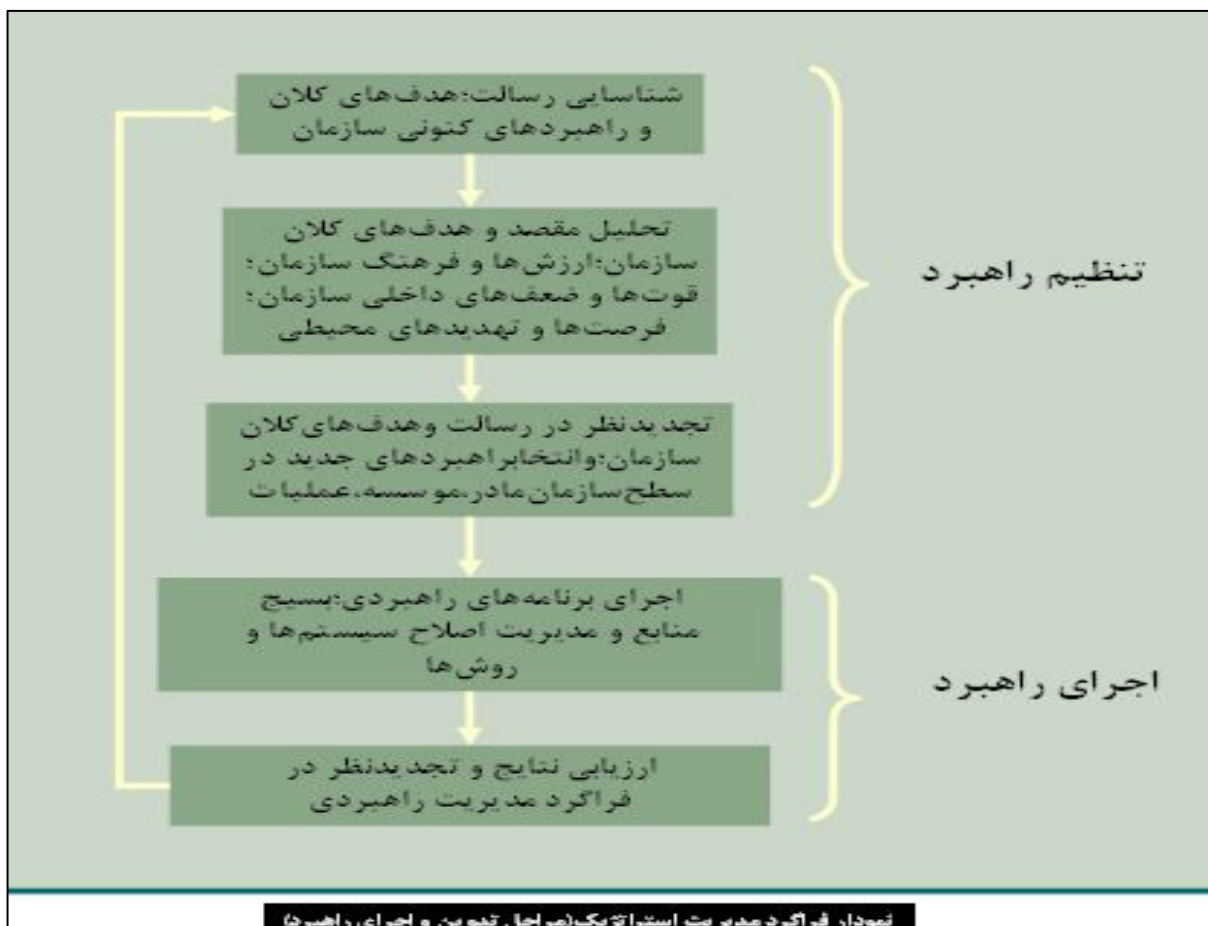 شناسایی رسالت؛هدف‌های کلان
و راهبردهای کنونی سازمان
تحلیل مقصد و هدف‌های کلان
سازمان؛ارزش‌ها و فرهنگ سازمان؛
قوت‌ها و ضعف‌های داخلی سازمان؛
فرصت‌ها و تهدیدهای محیطی
تجدیدنظر در رسالت وهدف‌های‌کلان
سازمان؛وانتخابراهبردهای جدید در
سطح‌سازمان‌مادر،موسسه،عملیات
تنظیم راهبرد
اجرای برنامه‌های راهبردی؛بسیج
منابع و مدیریت اصلاح سیستم‌ها و
روش‌ها
ارزیابی نتایج و تجدیدنظر در
فراگرد مدیریت راهبردی
اجرای راهبرد
نمودار فراگرد مدیریت استراتژیک(مراحل تدوین و اجرای راهبرد)